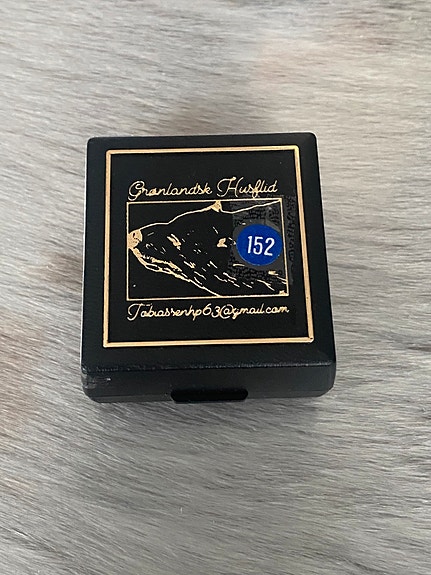 Grønlandsk Husflid
152
Tobiassenhp63@gmail.com